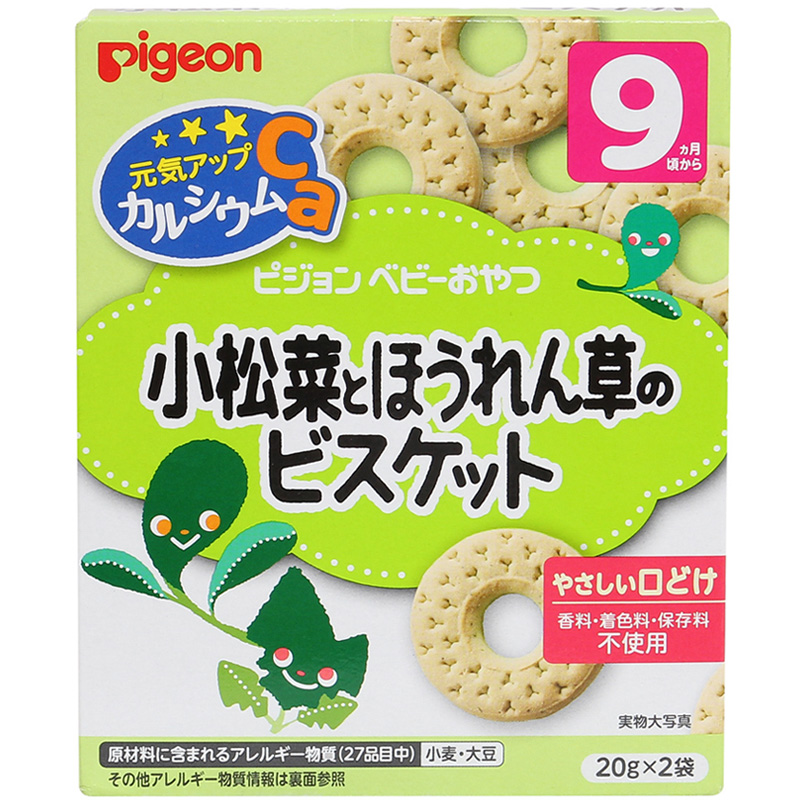 Pigeon
元気アップ
カルシウム
Ca
9
ヵ月
頃から
ピジョン ベビーおやつ
小松菜とほうれん草の
ビスケット
やさしい口どけ
香料・着色料・保存料
不使用
実物大写真
原材料に含まれるアレルギー物質(27品目中) 小麦・大豆
その他アレルギー物質情報は裏面参照
20g×2袋